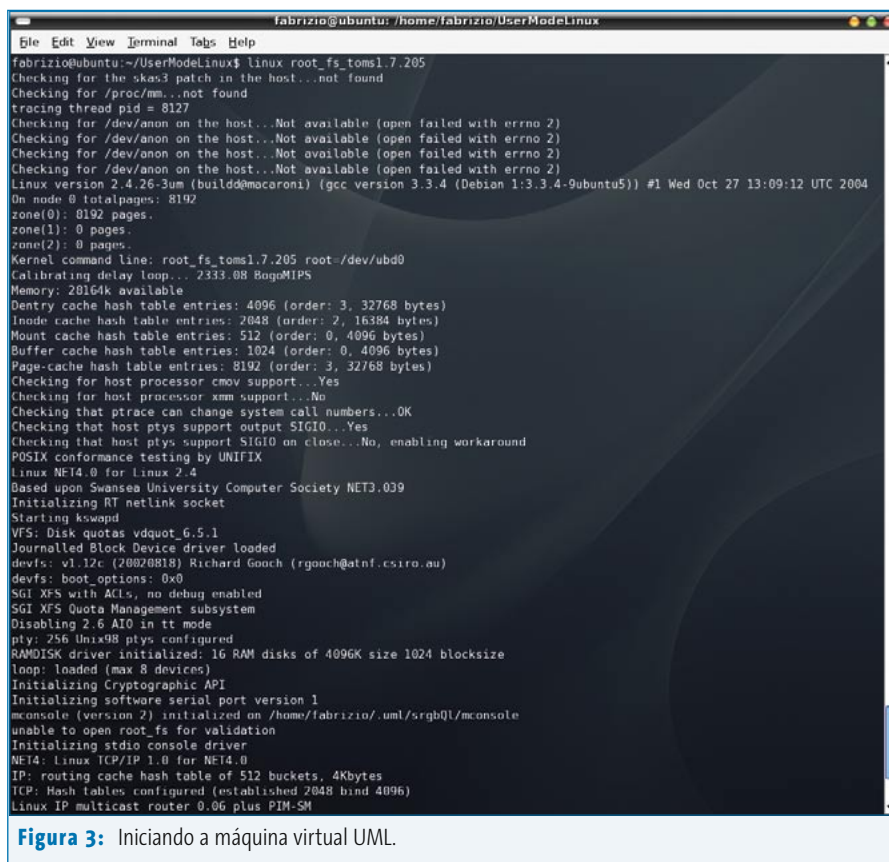 fabrizio@ubuntu: /home/fabrizio/UserModeLinux
File Edit View Terminal Tabs Help
fabrizio@ubuntu:~/UserModeLinux$ linux root_fs_toms1.7.205
Checking for the skas3 patch in the host...not found
Checking for /proc/mm...not found
tracing thread pid = 8127
Checking for /dev/anon on the host...Not available (open failed with errno 2)
Checking for /dev/anon on the host...Not available (open failed with errno 2)
Checking for /dev/anon on the host...Not available (open failed with errno 2)
Checking for /dev/anon on the host...Not available (open failed with errno 2)
Linux version 2.4.26-3um (buildd@macaroni) (gcc version 3.3.4 (Debian 1:3.3.4-9ubuntu5)) #1 Wed Oct 27 13:09:12 UTC 2004
On node 0 totalpages: 8192
zone(0): 8192 pages.
zone(1): 0 pages.
zone(2): 0 pages.
Kernel command line: root_fs_toms1.7.205 root=/dev/ubd0
Calibrating delay loop... 2333.08 BogoMIPS
Memory: 28164k available
Dentry cache hash table entries: 4096 (order: 3, 32768 bytes)
Inode cache hash table entries: 2048 (order: 2, 16384 bytes)
Mount cache hash table entries: 512 (order: 0, 4096 bytes)
Buffer cache hash table entries: 1024 (order: 0, 4096 bytes)
Page-cache hash table entries: 8192 (order: 3, 32768 bytes)
Checking for host processor cmov support...Yes
Checking for host processor xmm support...No
Checking that ptrace can change system call numbers...OK
Checking that host ptys support output SIGIO...Yes
Checking that host ptys support SIGIO on close...No, enabling workaround
POSIX conformance testing by UNIFIX
Linux NET4.0 for Linux 2.4
Based upon Swansea University Computer Society NET3.039
Initializing RT netlink socket
Starting kswapd
VFS: Disk quotas vdquot_6.5.1
Journalled Block Device driver loaded
devfs: v1.12c (20020818) Richard Gooch (rgooch@atnf.csiro.au)
devfs: boot_options: 0x0
SGI XFS with ACLs, no debug enabled
SGI XFS Quota Management subsystem
Disabling 2.6 AIO in tt mode
pty: 256 Unix98 ptys configured
RAMDISK driver initialized: 16 RAM disks of 4096K size 1024 blocksize
loop: loaded (max 8 devices)
Initializing Cryptographic API
Initializing software serial port version 1
mconsole (version 2) initialized on /home/fabrizio/.uml/srgbQl/mconsole
unable to open root_fs for validation
Initializing stdio console driver
NET4: Linux TCP/IP 1.0 for NET4.0
IP: routing cache hash table of 512 buckets, 4Kbytes
TCP: Hash tables configured (established 2048 bind 4096)
Linux IP multicast router 0.06 plus PIM-SM
Figura 3: Iniciando a máquina virtual UML.